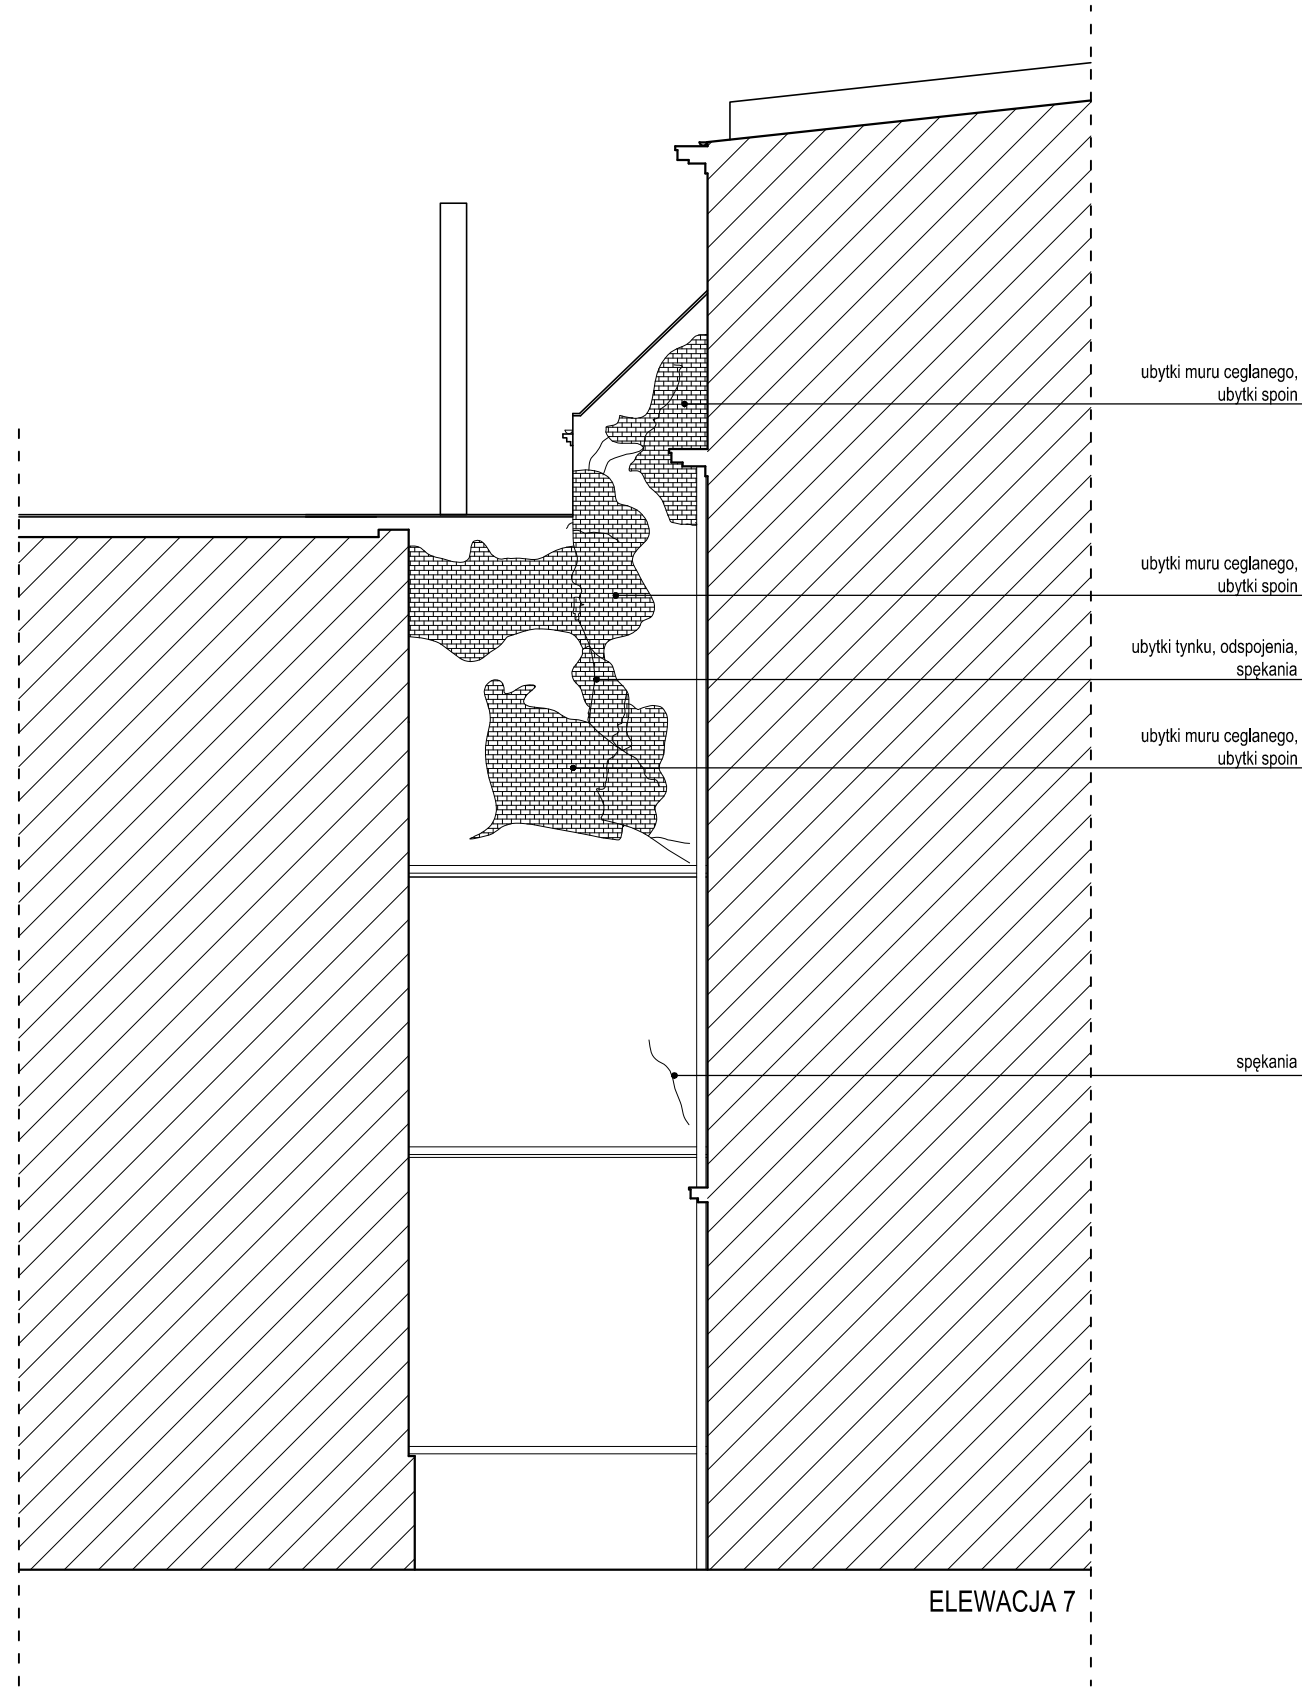 ubytki muru ceglanego,
ubytki spoin
ubytki muru ceglanego,
ubytki spoin
ubytki tynku, odspojenia,
spękania
ubytki muru ceglanego,
ubytki spoin
spękania
ELEWACJA 7